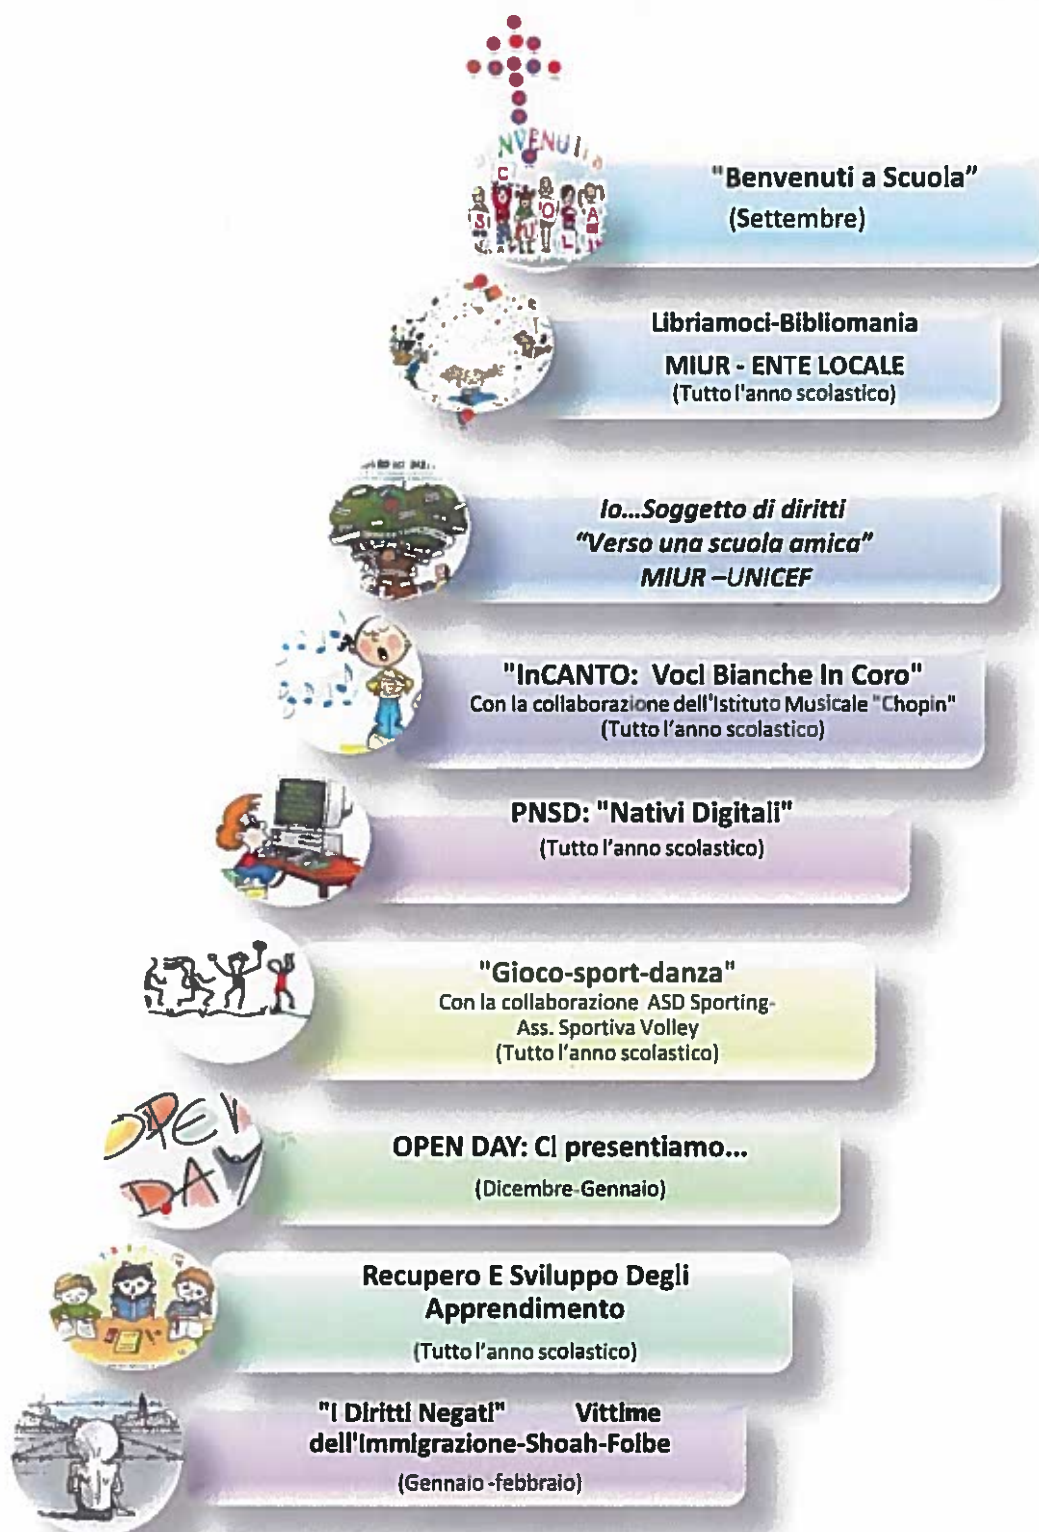 "Benvenuti a Scuola”
(Settembre)
Libriamoci-Bibliomania
MIUR - ENTE LOCALE
(Tutto l'anno scolastico)
Io...Soggetto di diritti
“Verso una scuola amica”
MIUR –UNICEF
"InCANTO: Voci Bianche In Coro"
Con la collaborazione dell'Istituto Musicale "Chopin"
(Tutto l’anno scolastico)
PNSD: "Nativi Digitali"
(Tutto l’anno scolastico)
"Gioco-sport-danza"
Con la collaborazione ASD Sporting-
Ass. Sportiva Volley
(Tutto l’anno scolastico)
OPEN DAY
OPEN DAY: Ci presentiamo...
(Dicembre-Gennaio)
Recupero E Sviluppo Degli
Apprendimento
(Tutto l’anno scolastico)
"I Diritti Negati" Vittime
dell'Immigrazione-Shoah-Foibe
(Gennaio -febbraio)